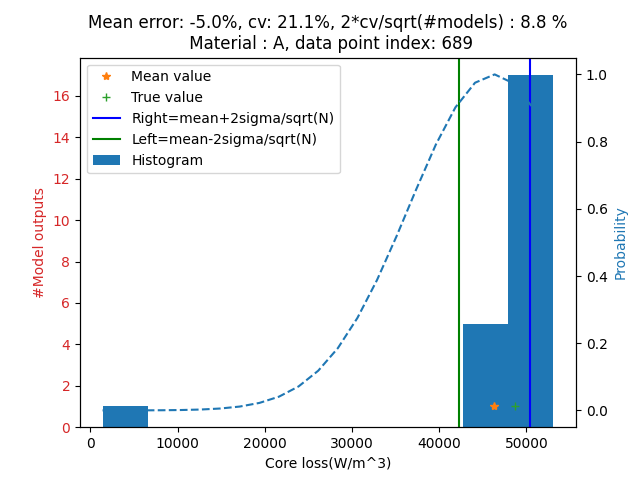 Mean error: -5.0%, cv: 21.1%, 2*cv/sqrt(#models) : 8.8 %
Material : A, data point index: 689
Mean value
True value
Right=mean+2sigma/sqrt(N)
Left=mean-2sigma/sqrt(N)
Histogram
#Model outputs
16
14
12
10
8
6
4
2
0
1.0
0.8
0.6
0.4
0.2
0.0
Probability
0
10000
20000
30000
40000
50000
Core loss(W/m^3)